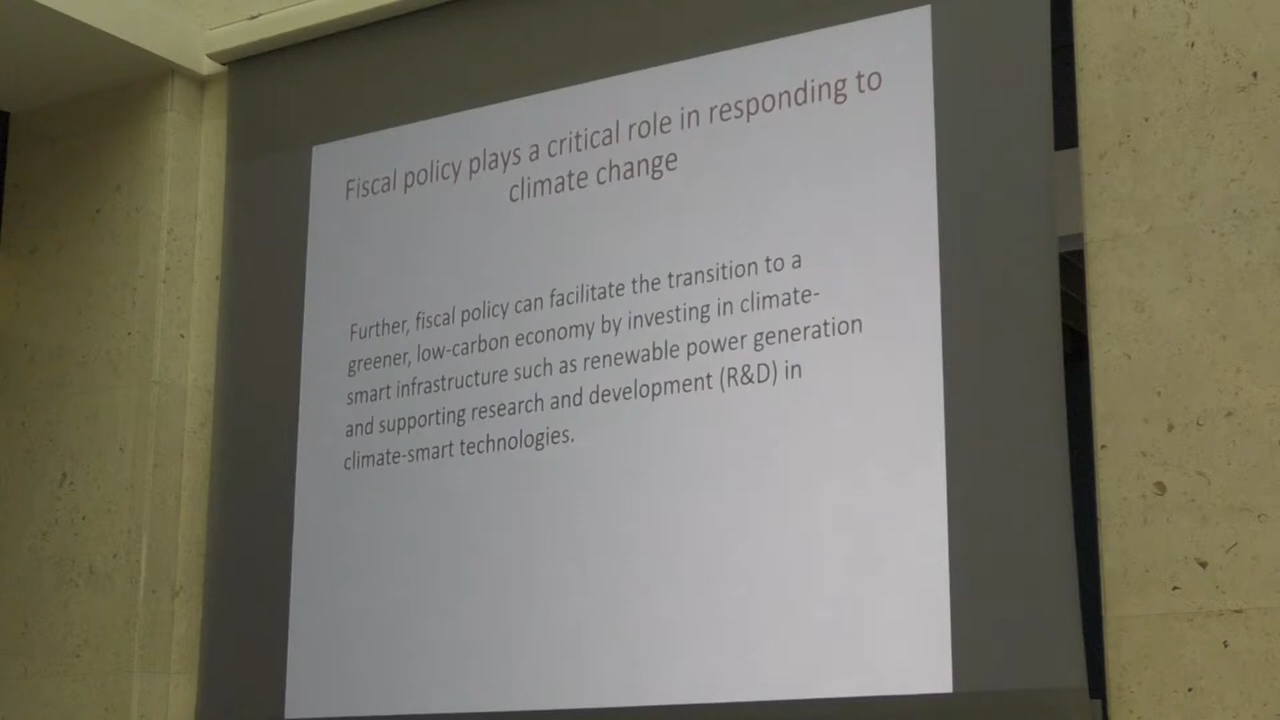 Fiscal policy plays a critical role in responding to
climate change
Further, fiscal policy can facilitate the transition to a
greener, low-carbon economy by investing in climate-
smart infrastructure such as renewable power generation
and supporting research and development (R&D) in
climate-smart technologies.